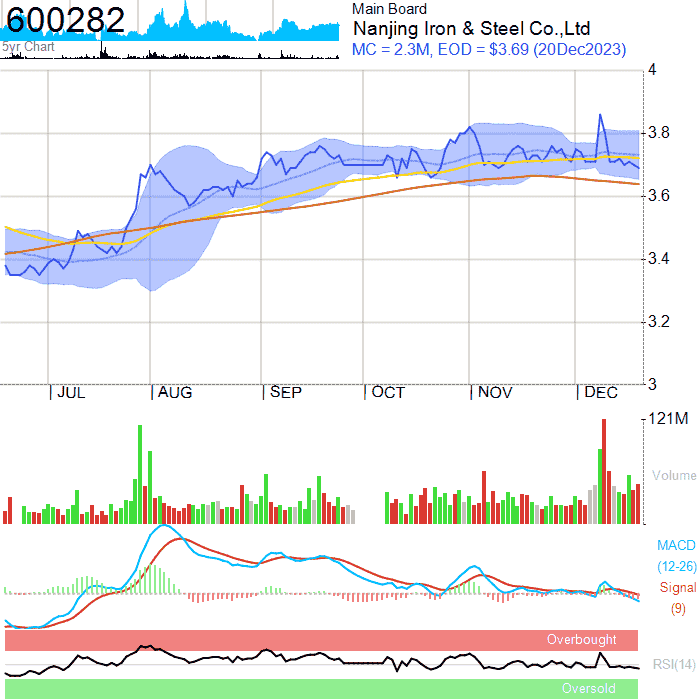 600282
Main Board
Nanjing Iron & Steel Co.,Ltd
5yr Chart
MC = 2.3M, EOD = $3.69 (20Dec2023)
4
3.8
3.6
3.4
3.2
3
JUL AUG SEP OCT NOV DEC
121M
Volume
MACD
(12-26)
Signal
(9)
Overbought
RSI(14)
Oversold